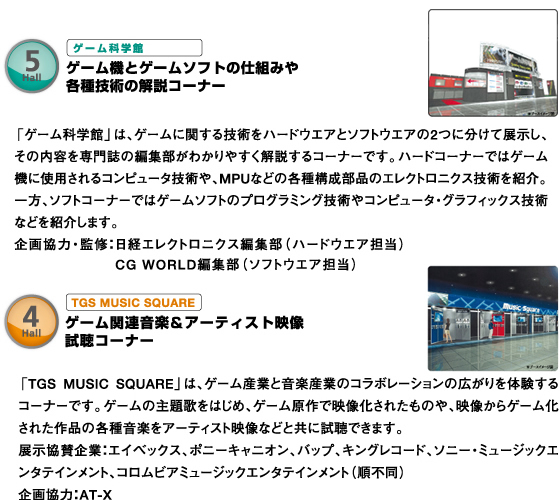 5
Hall
ゲーム科学館
ゲーム機とゲームソフトの仕組みや
各種技術の解説コーナー
「ゲーム科学館」は、ゲームに関する技術をハードウエアとソフトウエアの2つに分けて展示し、
その内容を専門誌の編集部がわかりやすく解説するコーナーです。ハードコーナーではゲーム
機に使用されるコンピュータ技術や、MPUなどの各種構成部品のエレクトロニクス技術を紹介。
一方、ソフトコーナーではゲームソフトのプログラミング技術やコンピュータ・グラフィックス技術
などを紹介します。
企画協力・監修：日経エレクトロニクス編集部（ハードウエア担当）
CG WORLD編集部（ソフトウエア担当）
4
Hall
TGS MUSIC SQUARE
ゲーム関連音楽＆アーティスト映像
試聴コーナー
Music Square
「TGS MUSIC SQUARE」は、ゲーム産業と音楽産業のコラボレーションの広がりを体験する
コーナーです。ゲームの主題歌をはじめ、ゲーム原作で映像化されたものや、映像からゲーム化
された作品の各種音楽をアーティスト映像などと共に試聴できます。
展示協賛企業：エイベックス、ポニーキャニオン、バップ、キングレコード、ソニー・ミュージックエ
ンタテインメント、コロムビアミュージックエンタテインメント（順不同）
企画協力：AT-X